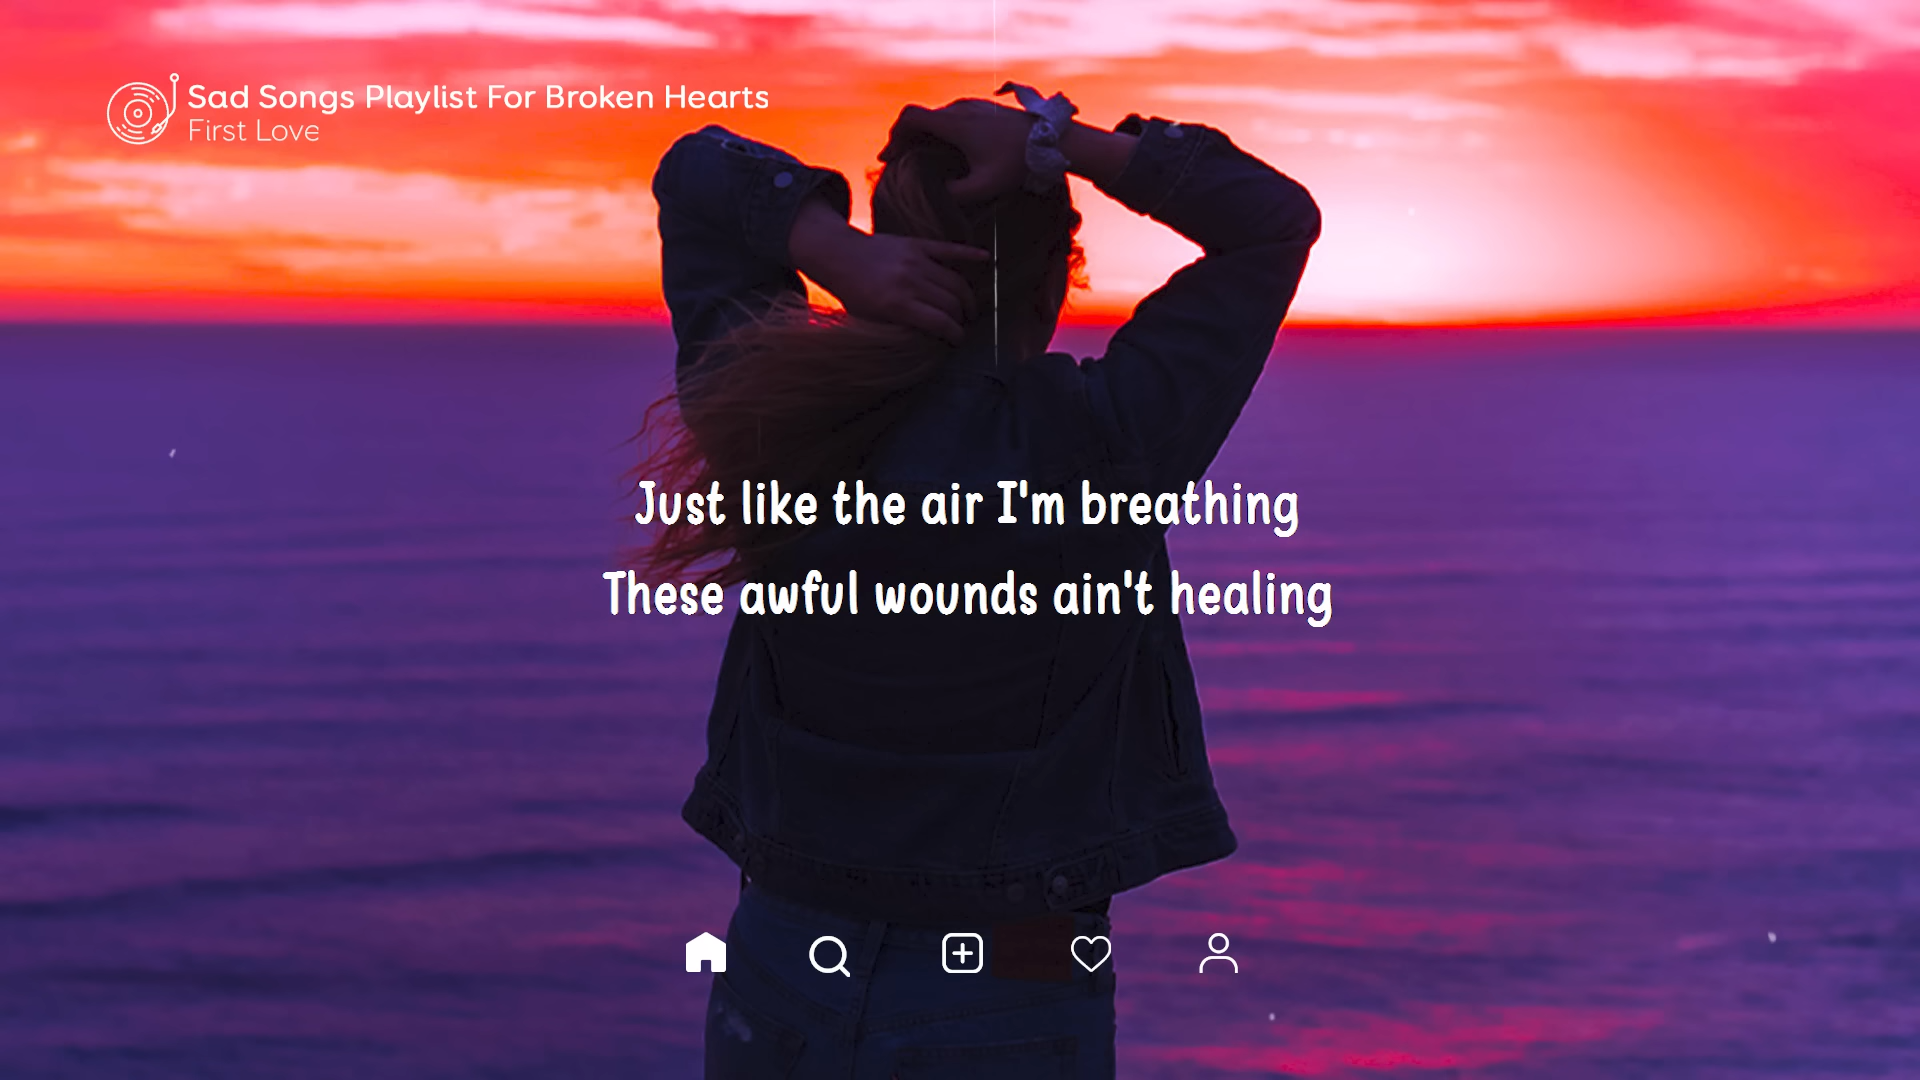 Sad Songs Playlist For Broken Hearts
First Love
Just like the air I'm breathing
These awful wounds ain't healing